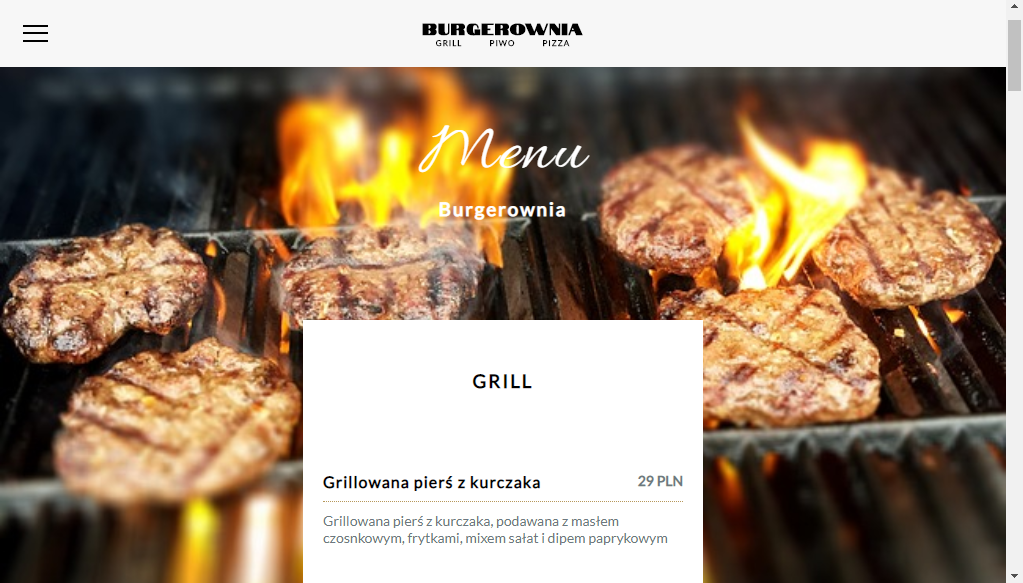 BURGEROWNIA
GRILL PIWO PIZZA
Menu
Burgerownia
GRILL
Grillowana pierś z kurczaka 29 PLN
Grillowana pierś z kurczaka, podawana z masłem
czosnkowym, frytkami, mixem sałat i dipem paprykowym